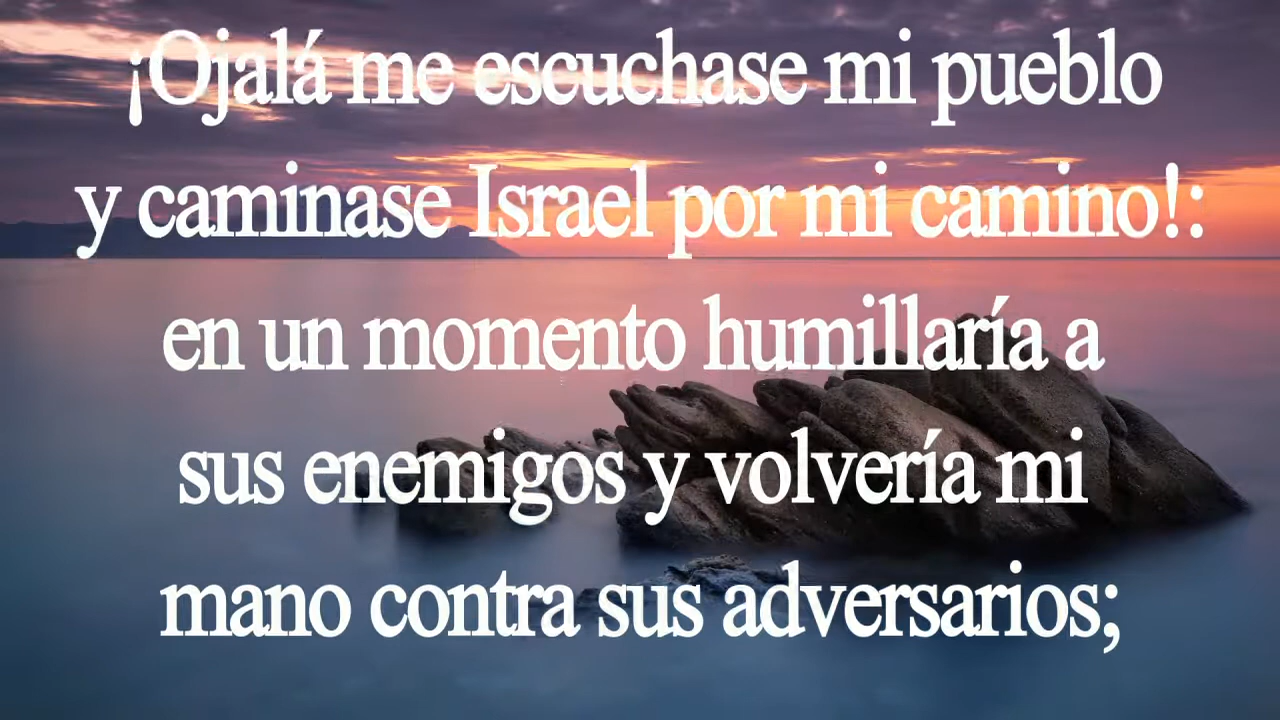 ¡Ojalá me escuchase mi pueblo
y caminase Israel por mi camino!:
en un momento humillaría a
sus enemigos y volvería mi
mano contra sus adversarios;